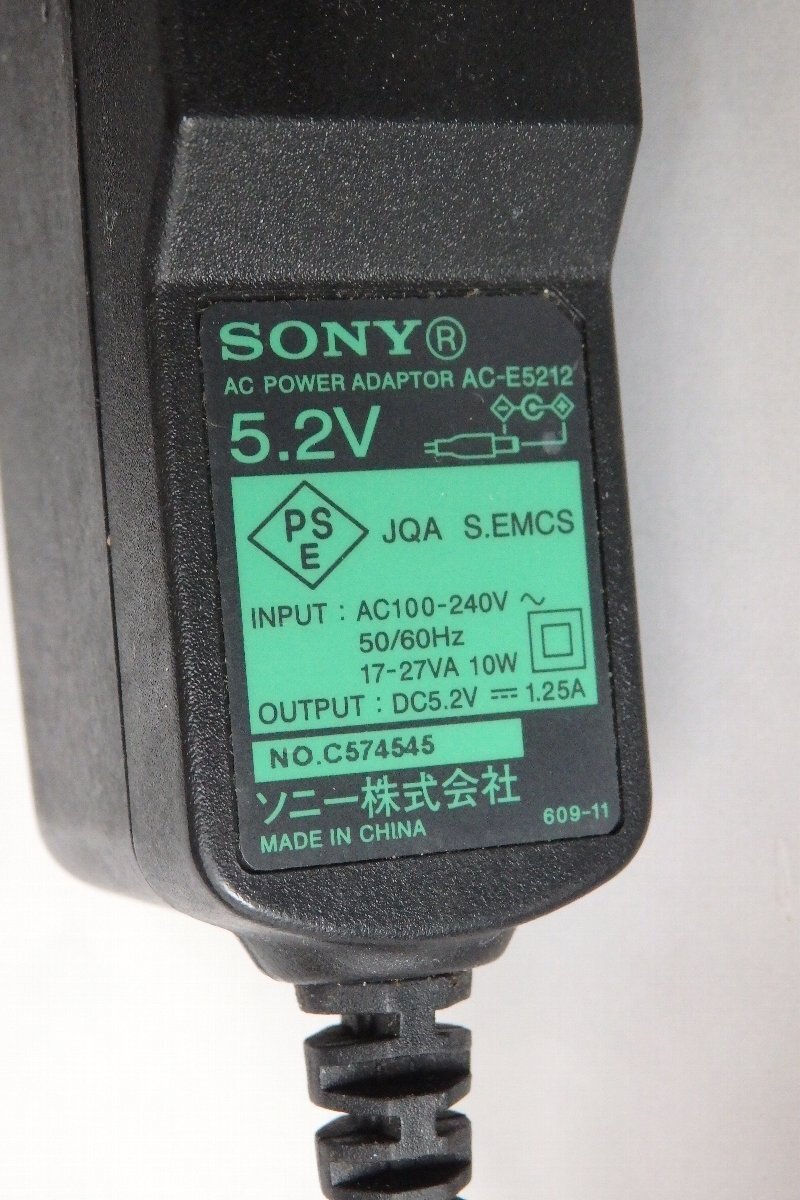 SONY®
AC POWER ADAPTOR AC-E5212
5.2V
PS
E
JQA S.EMCS
INPUT : AC100-240V ～
50/60Hz
17-27VA 10W
OUTPUT : DC5.2V ⎓ 1.25A
NO.C574545
ソニー株式会社
MADE IN CHINA
609-11